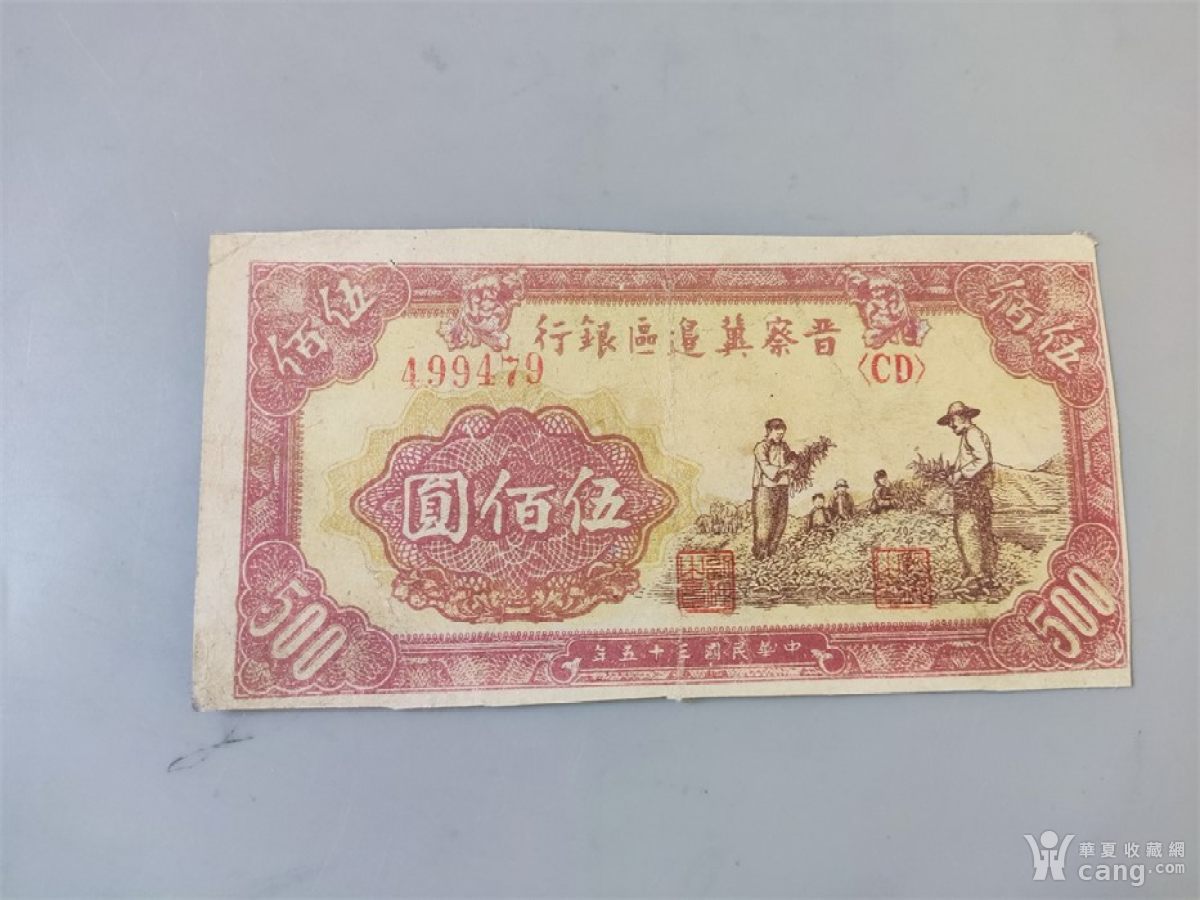 晋察冀邊區銀行
伍佰
伍佰
499479
〈CD〉
伍佰圓
500
500
中華民國三十五年
華夏收藏網
cang.com